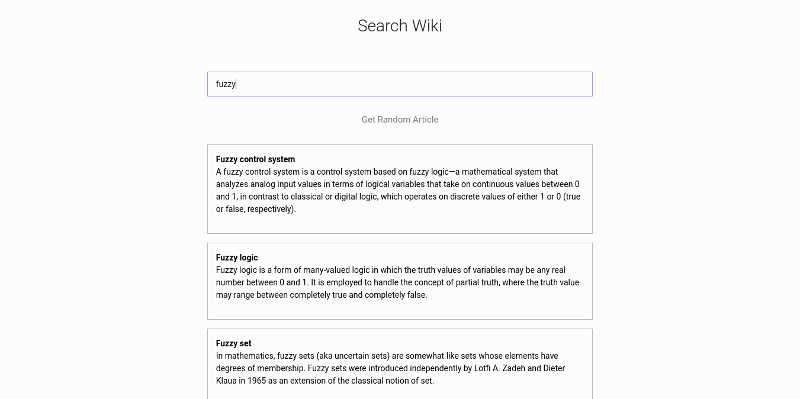 Search Wiki
fuzzy
Get Random Article
Fuzzy control system
A fuzzy control system is a control system based on fuzzy logic—a mathematical system that
analyzes analog input values in terms of logical variables that take on continuous values between 0
and 1, in contrast to classical or digital logic, which operates on discrete values of either 1 or 0 (true
or false, respectively).
Fuzzy logic
Fuzzy logic is a form of many-valued logic in which the truth values of variables may be any real
number between 0 and 1. It is employed to handle the concept of partial truth, where the truth value
may range between completely true and completely false.
Fuzzy set
In mathematics, fuzzy sets (aka uncertain sets) are somewhat like sets whose elements have
degrees of membership. Fuzzy sets were introduced independently by Lotfi A. Zadeh and Dieter
Klaua in 1965 as an extension of the classical notion of set.